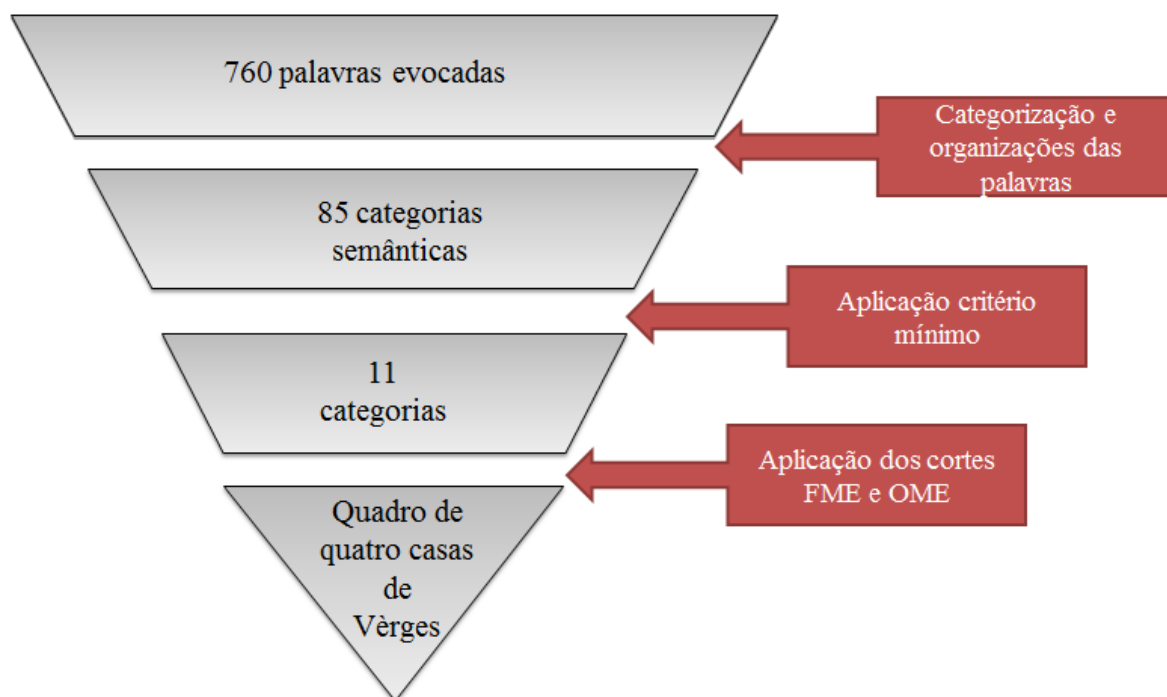 760 palavras evocadas
Categorização e
organizações das
palavras
85 categorias
semânticas
Aplicação critério
mínimo
11
categorias
Aplicação dos cortes
FME e OME
Quadro de
quatro casas
de
Vèrges